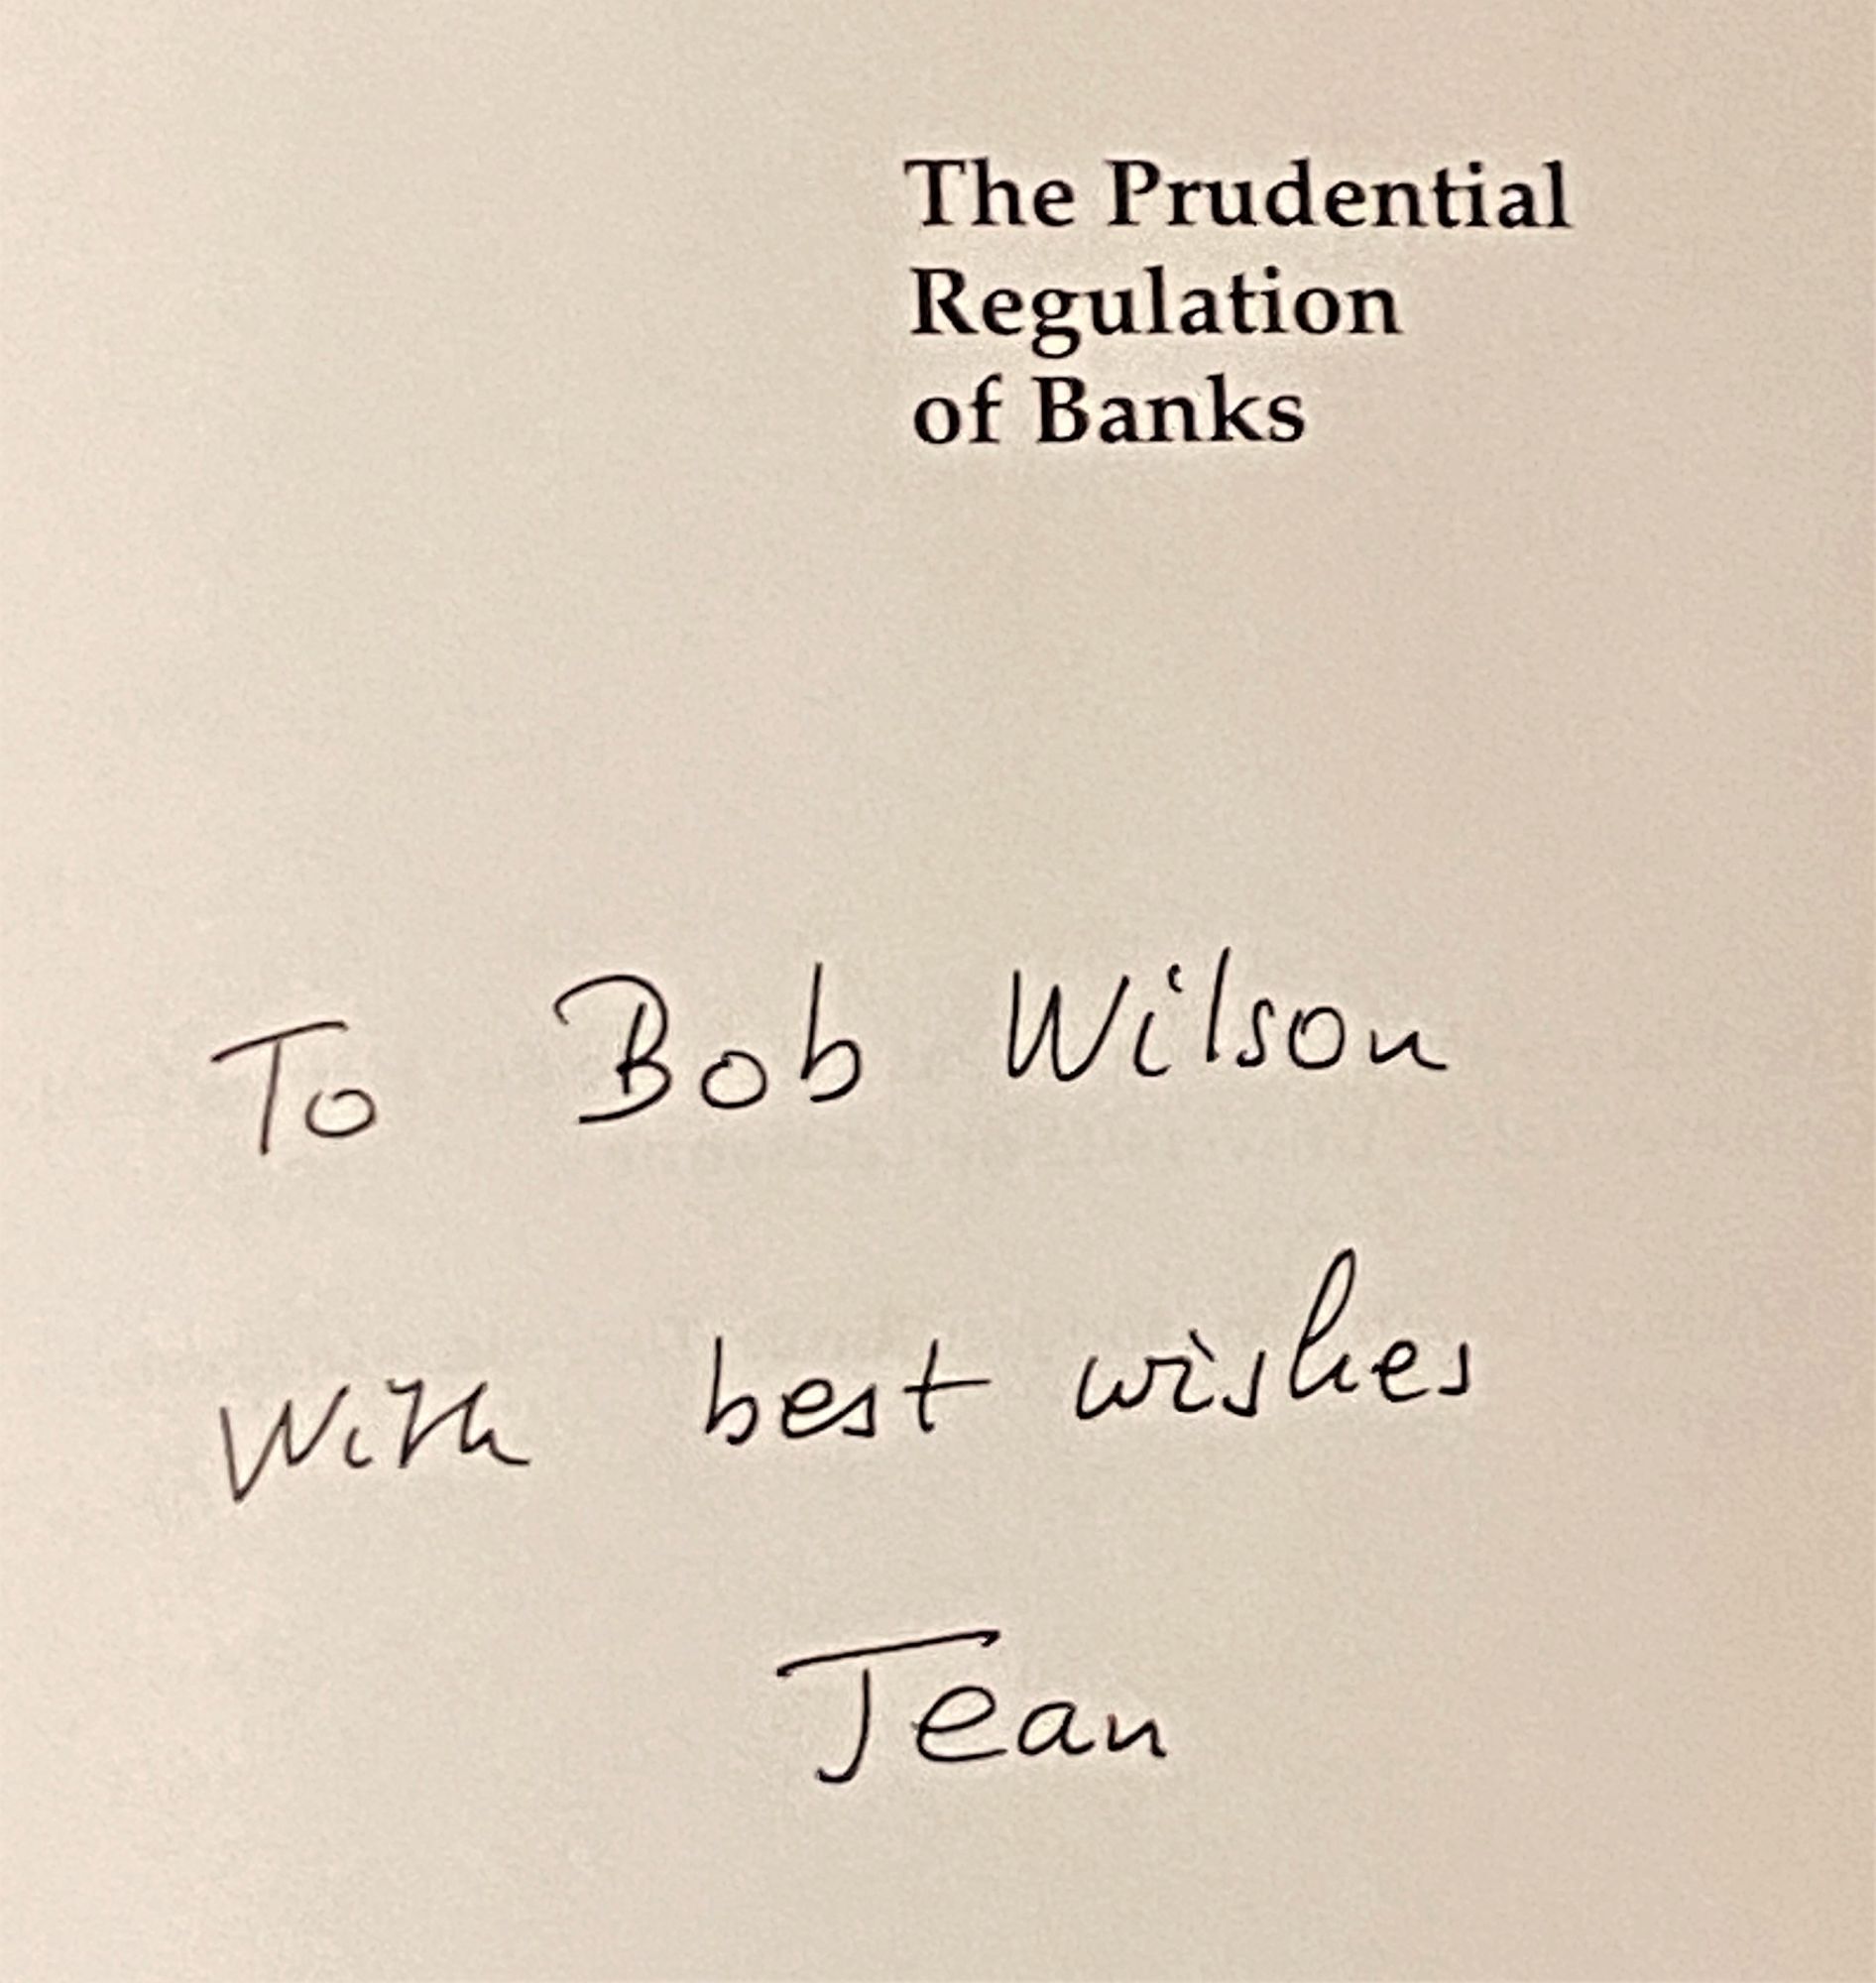 The Prudential
Regulation
of Banks
To Bob Wilson
With best wishes
Jean